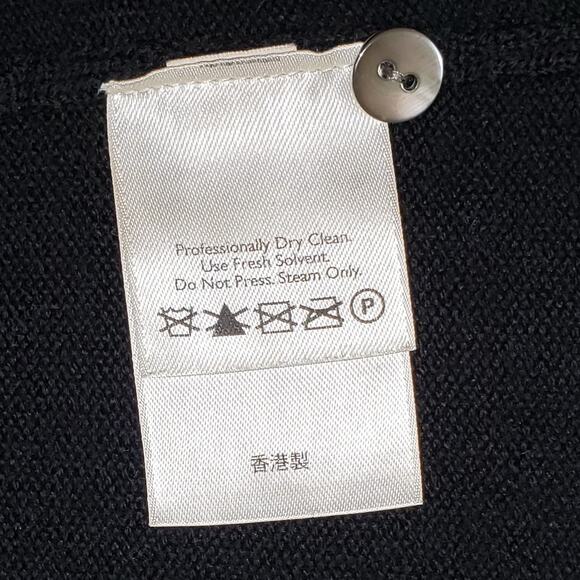 Professionally Dry Clean.
Use Fresh Solvent.
Do Not Press. Steam Only.
P
香港製